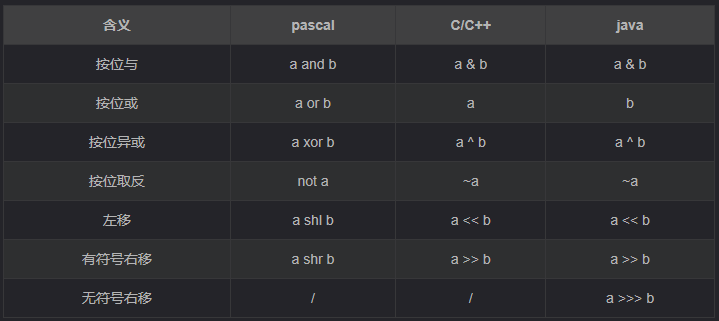 含义 pascal C/C++ java
按位与 a and b a & b a & b
按位或 a or b a b
按位异或 a xor b a ^ b a ^ b
按位取反 not a ~a ~a
左移 a shl b a << b a << b
有符号右移 a shr b a >> b a >> b
无符号右移 / / a >>> b